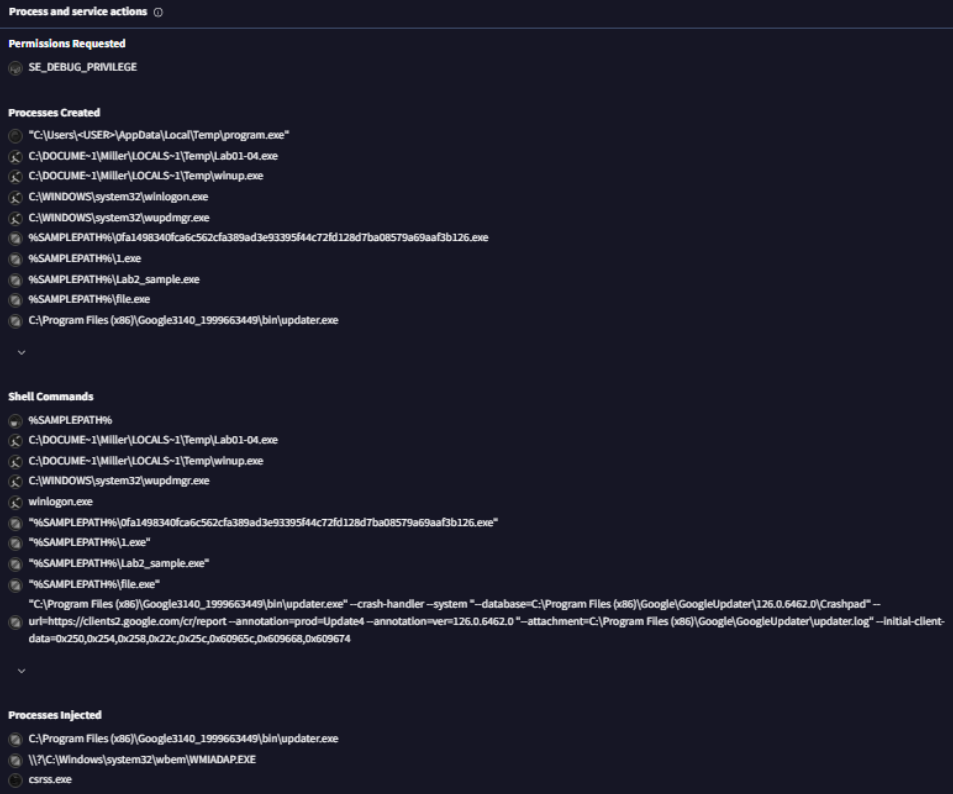 Process and service actions
Permissions Requested
SE_DEBUG_PRIVILEGE
Processes Created
"C:\Users\<USER>\AppData\Local\Temp\program.exe"
C:\DOCUME~1\Miller\LOCALS~1\Temp\Lab01-04.exe
C:\DOCUME~1\Miller\LOCALS~1\Temp\winup.exe
C:\WINDOWS\system32\winlogon.exe
C:\WINDOWS\system32\wupdmgr.exe
%SAMPLEPATH%\0fa1498340fca6c562cfa389ad3e93395f44c72fd128d7ba08579a69aaf3b126.exe
%SAMPLEPATH%\1.exe
%SAMPLEPATH%\Lab2_sample.exe
%SAMPLEPATH%\file.exe
C:\Program Files (x86)\Google3140_1999663449\bin\updater.exe
Shell Commands
%SAMPLEPATH%
C:\DOCUME~1\Miller\LOCALS~1\Temp\Lab01-04.exe
C:\DOCUME~1\Miller\LOCALS~1\Temp\winup.exe
C:\WINDOWS\system32\wupdmgr.exe
winlogon.exe
"%SAMPLEPATH%\0fa1498340fca6c562cfa389ad3e93395f44c72fd128d7ba08579a69aaf3b126.exe"
"%SAMPLEPATH%\1.exe"
"%SAMPLEPATH%\Lab2_sample.exe"
"%SAMPLEPATH%\file.exe"
"C:\Program Files (x86)\Google3140_1999663449\bin\updater.exe" --crash-handler --system "--database=C:\Program Files (x86)\Google\GoogleUpdater\126.0.6462.0\Crashpad" --
url=https://clients2.google.com/cr/report --annotation=prod=Update4 --annotation=ver=126.0.6462.0 "--attachment=C:\Program Files (x86)\Google\GoogleUpdater\updater.log" --initial-client-
data=0x250,0x254,0x258,0x22c,0x25c,0x60965c,0x609668,0x609674
Processes Injected
C:\Program Files (x86)\Google3140_1999663449\bin\updater.exe
\\?\C:\Windows\system32\wbem\WMIADAP.EXE
csrss.exe